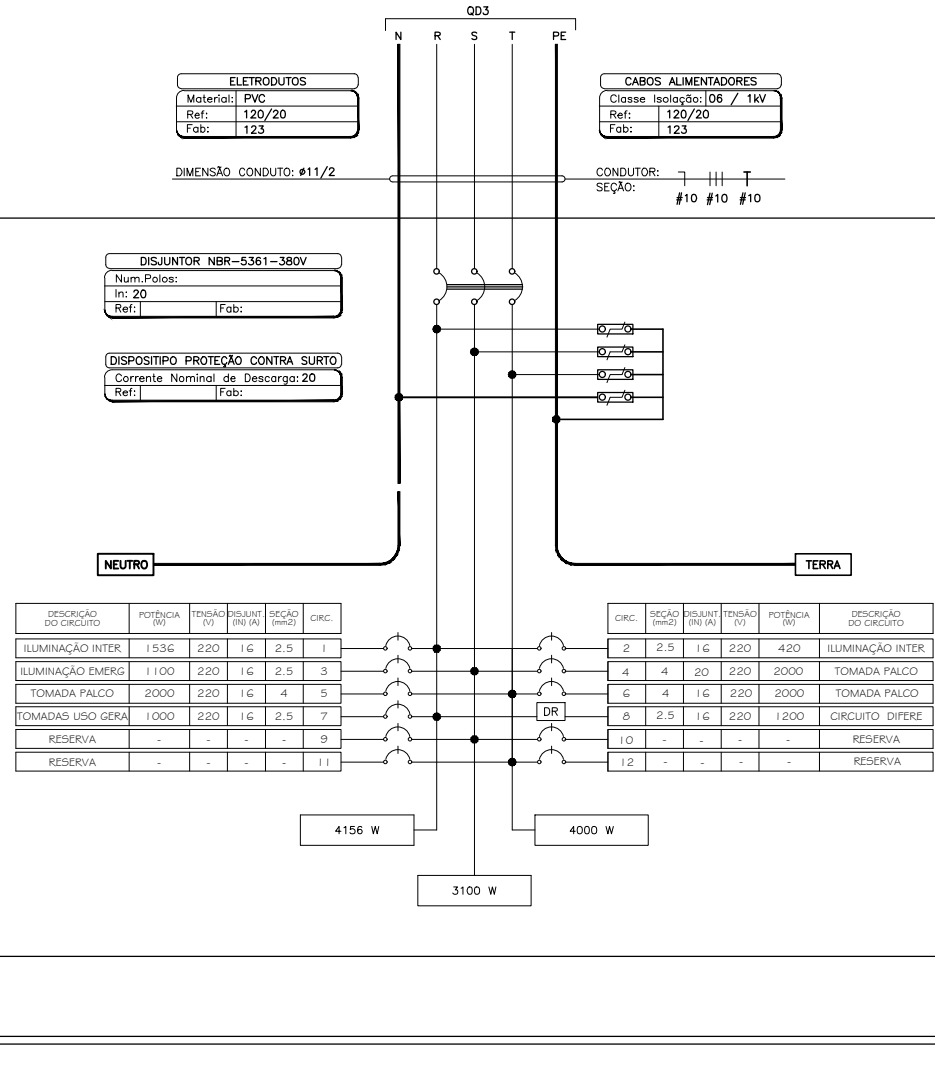 QD3
N R S T PE
ELETRODUTOS
Material: PVC
Ref: 120/20
Fab: 123
CABOS ALIMENTADORES
Classe Isolação: 06 / 1kV
Ref: 120/20
Fab: 123
DIMENSÃO CONDUTO: ø11/2
CONDUTOR:
SEÇÃO:
#10 #10 #10
DISJUNTOR NBR-5361-380V
Num.Polos:
In: 20
Ref: Fab:
DISPOSITIPO PROTEÇÃO CONTRA SURTO
Corrente Nominal de Descarga: 20
Ref: Fab:
NEUTRO
TERRA
DESCRIÇÃO DO CIRCUITO POTÊNCIA (W) TENSÃO (V) DISJUNT. (IN) (A) SEÇÃO (mm2) CIRC.
ILUMINAÇÃO INTER 1536 220 16 2.5 1
ILUMINAÇÃO EMERG 1100 220 16 2.5 3
TOMADA PALCO 2000 220 16 4 5
TOMADAS USO GERA 1000 220 16 2.5 7
RESERVA - - - - 9
RESERVA - - - - 11
DR
CIRC. SEÇÃO (mm2) DISJUNT. (IN) (A) TENSÃO (V) POTÊNCIA (W) DESCRIÇÃO DO CIRCUITO
2 2.5 16 220 420 ILUMINAÇÃO INTER
4 4 20 220 2000 TOMADA PALCO
6 4 16 220 2000 TOMADA PALCO
8 2.5 16 220 1200 CIRCUITO DIFERE
10 - - - - RESERVA
12 - - - - RESERVA
4156 W
4000 W
3100 W